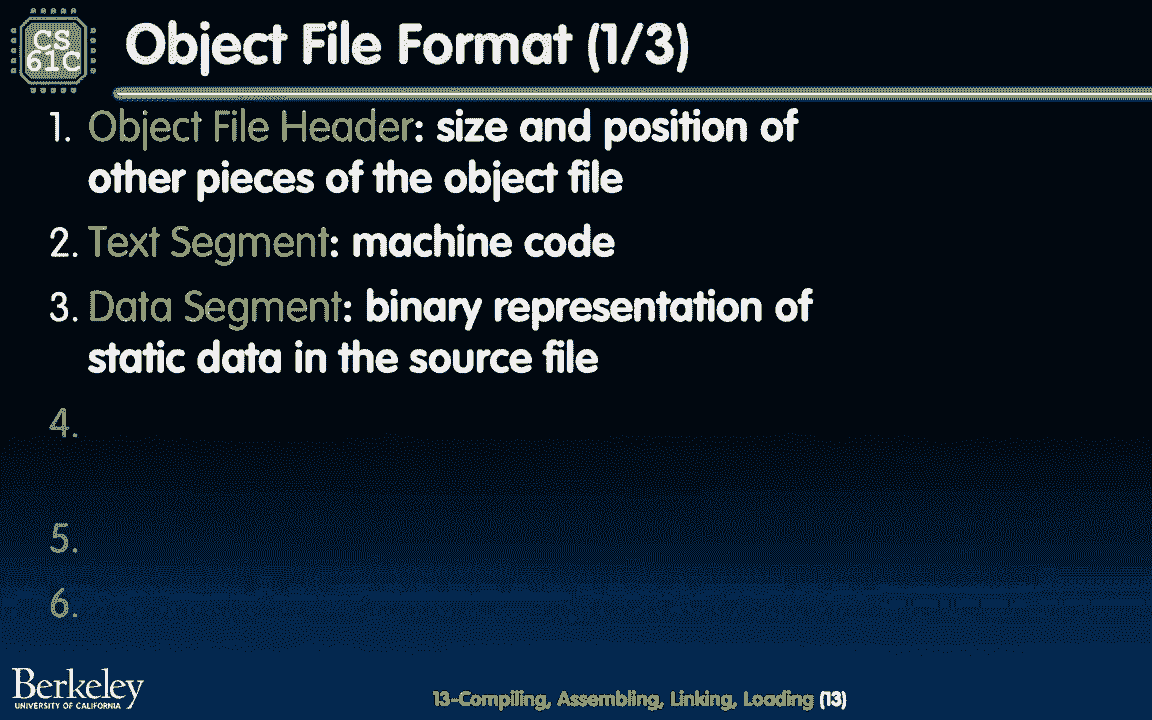 CS
61C
Object File Format (1/3)
1. Object File Header: size and position of
other pieces of the object file
2. Text Segment: machine code
3. Data Segment: binary representation of
static data in the source file
4.
5.
6.
Berkeley
UNIVERSITY OF CALIFORNIA
13-Compiling, Assembling, Linking, Loading (13)